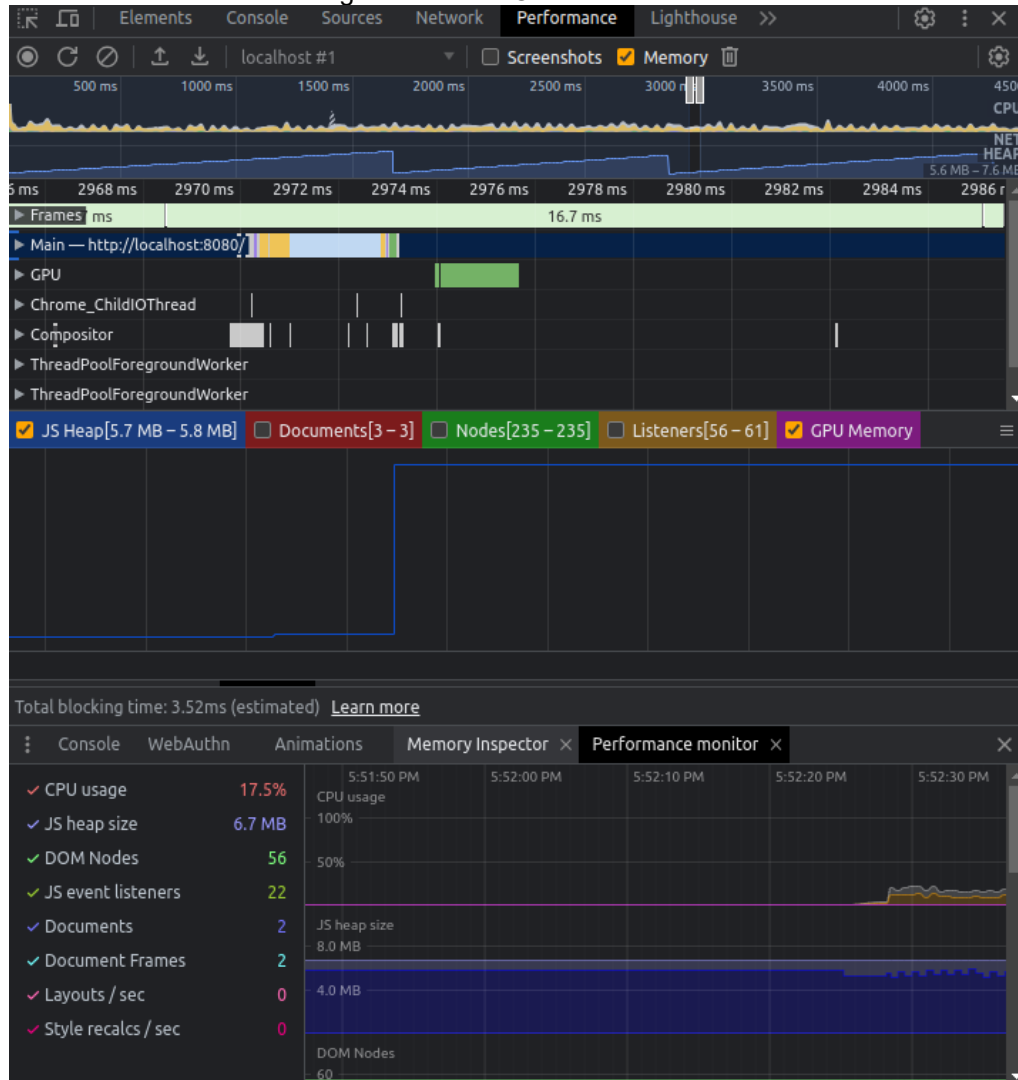 Elements Console Sources Network Performance Lighthouse
localhost #1 Screenshots Memory
500 ms 1000 ms 1500 ms 2000 ms 2500 ms 3000 3500 ms 4000 ms 450
CPU
NET
HEAP
5.6 MB – 7.6 MB
ms 2968 ms 2970 ms 2972 ms 2974 ms 2976 ms 2978 ms 2980 ms 2982 ms 2984 ms 2986
Frames ms 16.7 ms
Main — http://localhost:8080/
GPU
Chrome_ChildIOThread
Compositor
ThreadPoolForegroundWorker
ThreadPoolForegroundWorker
JS Heap[5.7 MB – 5.8 MB] Documents[3 – 3] Nodes[235 – 235] Listeners[56 – 61] GPU Memory
Total blocking time: 3.52ms (estimated) Learn more
Console WebAuthn Animations Memory Inspector × Performance monitor ×
CPU usage 17.5%
JS heap size 6.7 MB
DOM Nodes 56
JS event listeners 22
Documents 2
Document Frames 2
Layouts / sec 0
Style recalcs / sec 0
5:51:50 PM 5:52:00 PM 5:52:10 PM 5:52:20 PM 5:52:30 PM
CPU usage
100%
50%
JS heap size
8.0 MB
4.0 MB
DOM Nodes
60